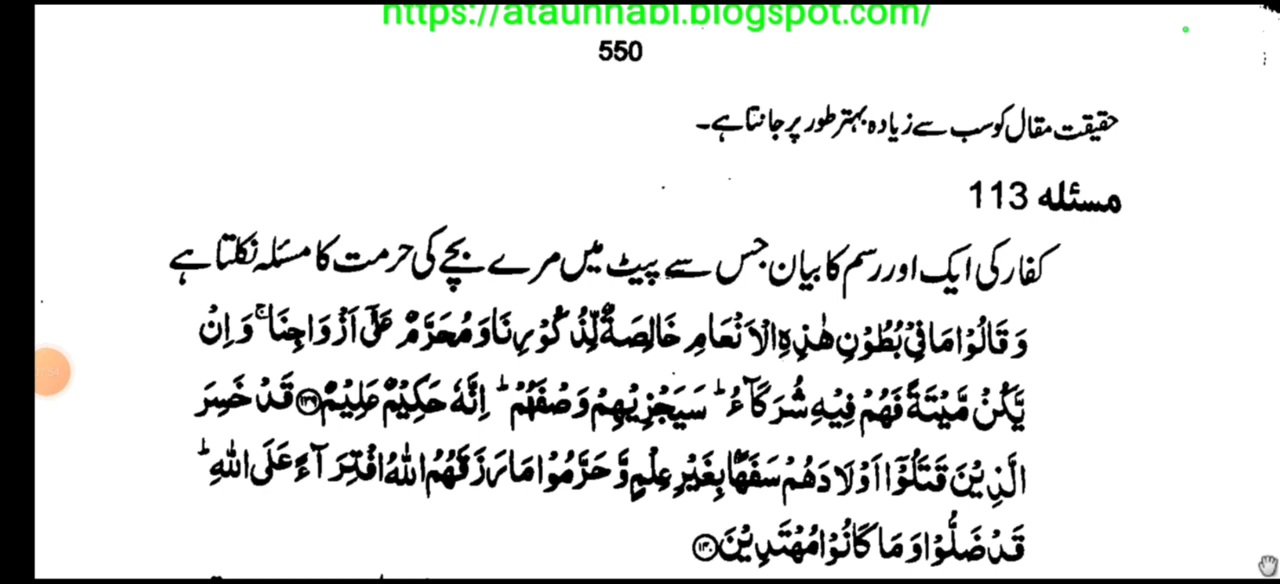 https://ataunnabi.blogspot.com/
550
حقیقت مقال کو سب سے زیادہ بہتر طور پر جانتا ہے۔
مسئلہ 113
کفار کی ایک اور رسم کا بیان جس سے پیٹ میں مرے بچے کی حرمت کا مسئلہ نکلتا ہے
وَقَالُوْا مَا فِیْ بُطُوْنِ هٰذِهِ الْاَنْعَامِ خَالِصَةٌ لِّذُكُوْرِنَا وَمُحَرَّمٌ عَلٰٓی اَزْوَاجِنَا ۚ وَاِنْ
یَّكُنْ مَّیْتَةً فَهُمْ فِیْهِ شُرَكَآءُ ؕ سَیَجْزِیْهِمْ وَصْفَهُمْ ؕ اِنَّهٗ حَكِیْمٌ عَلِیْمٌ ۝۱۳۹ قَدْ خَسِرَ
الَّذِیْنَ قَتَلُوْۤا اَوْلَادَهُمْ سَفَهًۢا بِغَیْرِ عِلْمٍ وَّ حَرَّمُوْا مَا رَزَقَهُمُ اللّٰهُ افْتِرَآءً عَلَی اللّٰهِ ؕ
قَدْ ضَلُّوْا وَمَا كَانُوْا مُهْتَدِیْنَ ۝۱۴۰